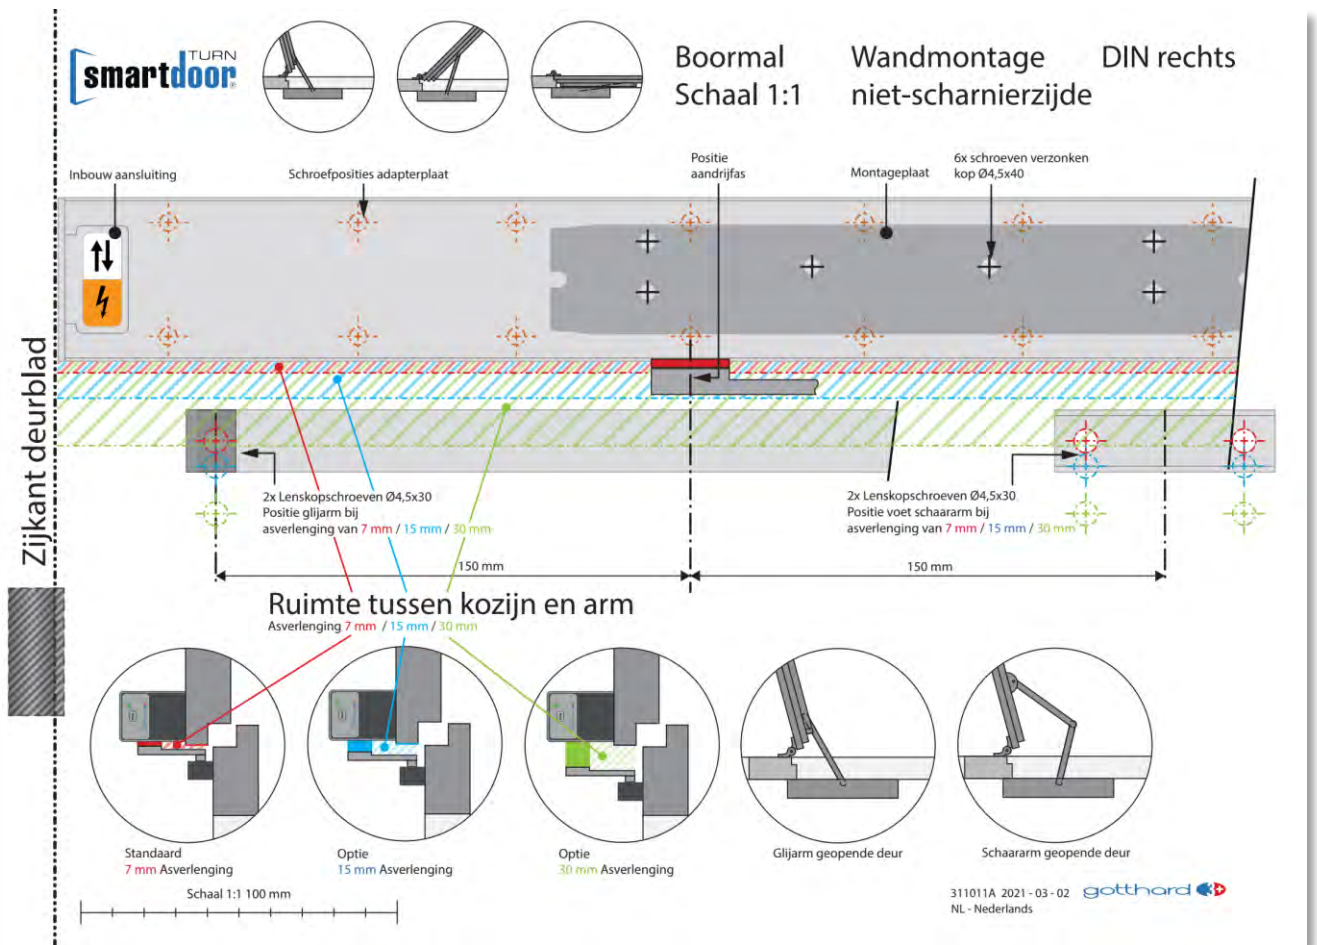 TURN
smartdoor
Boormal
Schaal 1:1
Wandmontage
niet-scharnierzijde
DIN rechts
Inbouw aansluiting
Schroefposities adapterplaat
Positie
aandrijfas
Montageplaat
6x schroeven verzonken
kop Ø4,5x40
Zijkant deurblad
2x Lenskopschroeven Ø4,5x30
Positie glijarm bij
asverlenging van 7 mm / 15 mm / 30 mm
2x Lenskopschroeven Ø4,5x30
Positie voet schaararm bij
asverlenging van 7 mm / 15 mm / 30 mm
150 mm
150 mm
Ruimte tussen kozijn en arm
Asverlenging 7 mm / 15 mm / 30 mm
Standaard
7 mm Asverlenging
Optie
15 mm Asverlenging
Optie
30 mm Asverlenging
Glijarm geopende deur
Schaararm geopende deur
Schaal 1:1 100 mm
311011A 2021 - 03 - 02
NL - Nederlands
gotthard